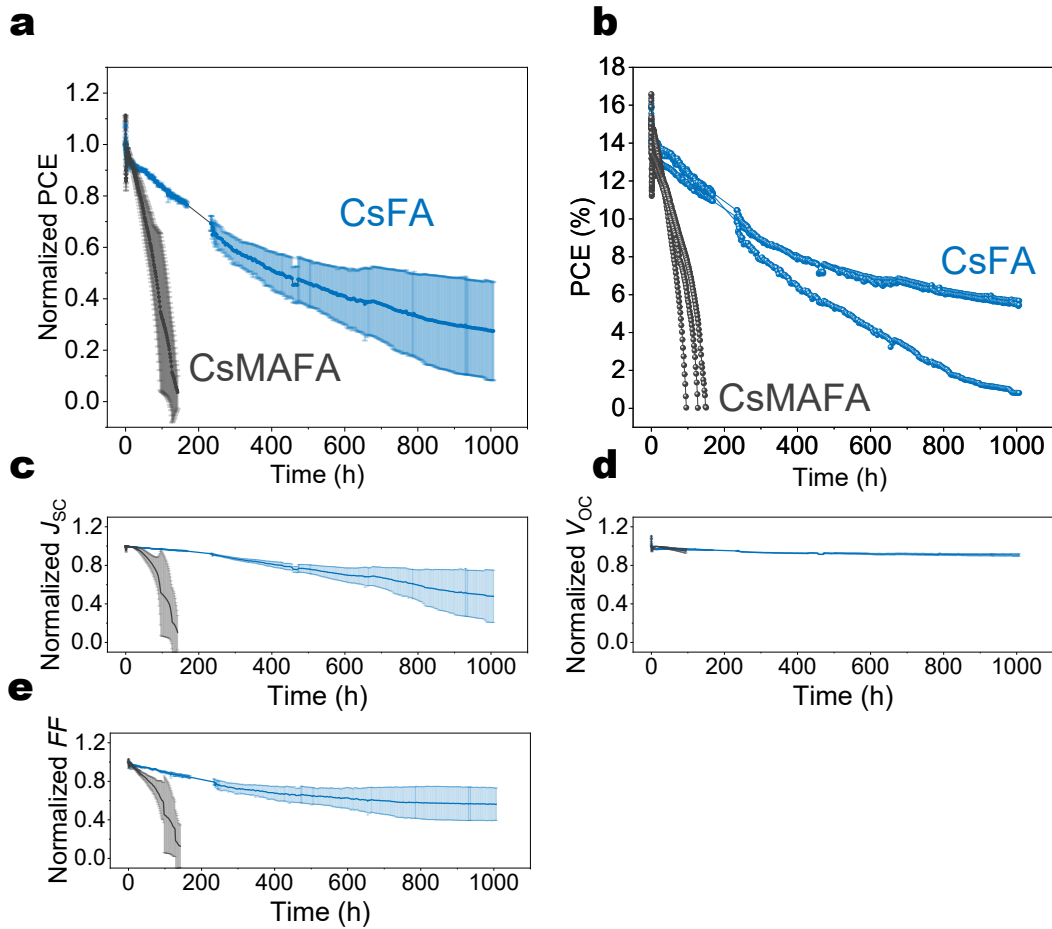 a
1.2
1.0
0.8
0.6
0.4
0.2
0.0
Normalized PCE
CsFA
CsMAFA
0 200 400 600 800 1000
Time (h)
b
18
16
14
12
10
8
6
4
2
0
PCE (%)
CsFA
CsMAFA
0 200 400 600 800 1000
Time (h)
c
1.2
0.8
0.4
0.0
Normalized JSC
0 200 400 600 800 1000
Time (h)
d
1.2
0.8
0.4
0.0
Normalized VOC
0 200 400 600 800 1000
Time (h)
e
1.2
0.8
0.4
0.0
Normalized FF
0 200 400 600 800 1000
Time (h)